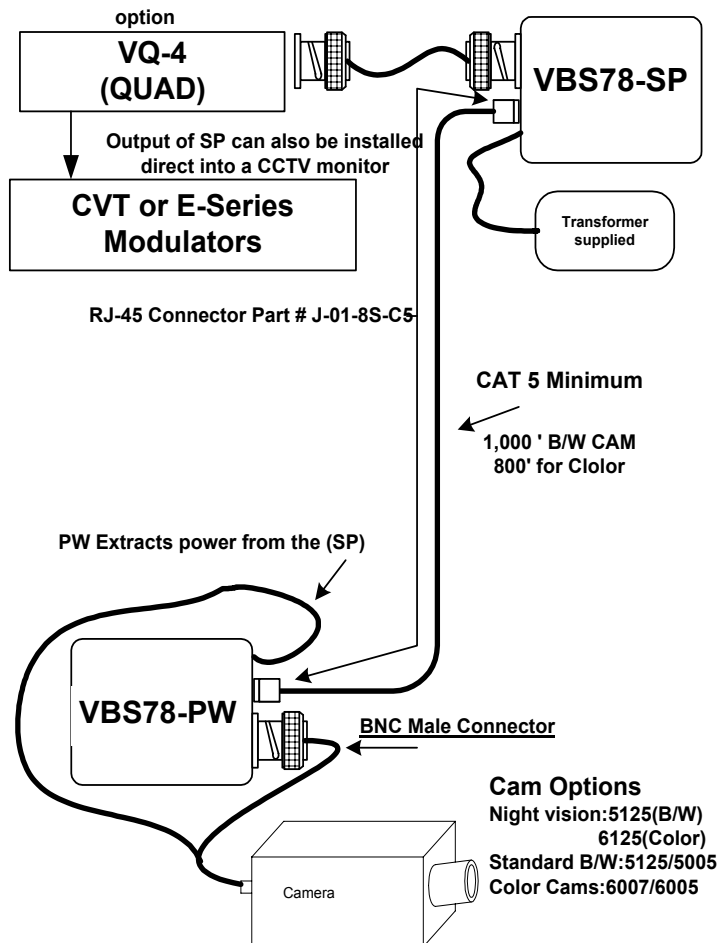 option
VQ-4
(QUAD)
VBS78-SP
Output of SP can also be installed
direct into a CCTV monitor
CVT or E-Series
Modulators
Transformer
supplied
RJ-45 Connector Part # J-01-8S-C5
CAT 5 Minimum
1,000 ' B/W CAM
800' for Clolor
PW Extracts power from the (SP)
VBS78-PW
BNC Male Connector
Cam Options
Night vision:5125(B/W)
6125(Color)
Standard B/W:5125/5005
Color Cams:6007/6005
Camera